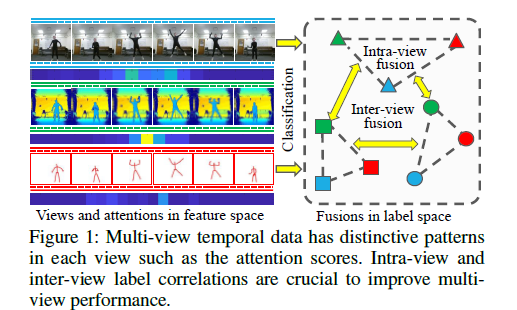 Classification
Intra-view
fusion
Inter-view
fusion
Views and attentions in feature space
Fusions in label space
Figure 1: Multi-view temporal data has distinctive patterns
in each view such as the attention scores. Intra-view and
inter-view label correlations are crucial to improve multi-
view performance.